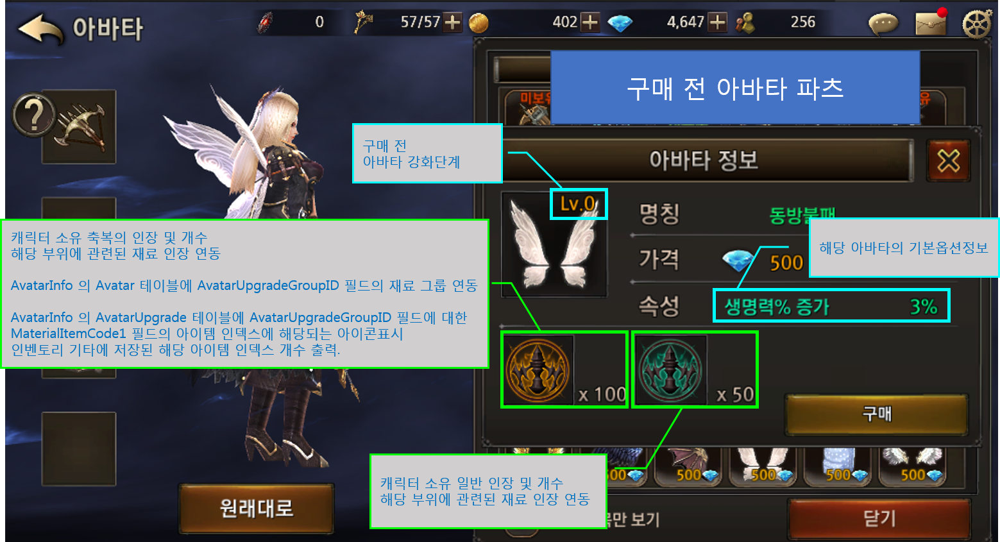 아바타
0
57/57
402
4,647
256
구매 전 아바타 파츠
?
구매 전
아바타 강화단계
아바타 정보
Lv.0
명칭
동방불패
가격
500
해당 아바타의 기본옵션정보
속성
생명력% 증가
3%
캐릭터 소유 축복의 인장 및 개수
해당 부위에 관련된 재료 인장 연동
AvatarInfo 의 Avatar 테이블에 AvatarUpgradeGroupID 필드의 재료 그룹 연동
AvatarInfo 의 AvatarUpgrade 테이블에 AvatarUpgradeGroupID 필드에 대한
MaterialItemCode1 필드의 아이템 인덱스에 해당되는 아이콘표시
인벤토리 기타에 저장된 해당 아이템 인덱스 개수 출력.
x 100
x 50
구매
캐릭터 소유 일반 인장 및 개수
해당 부위에 관련된 재료 인장 연동
500
500
500
500
원래대로
만 보기
닫기